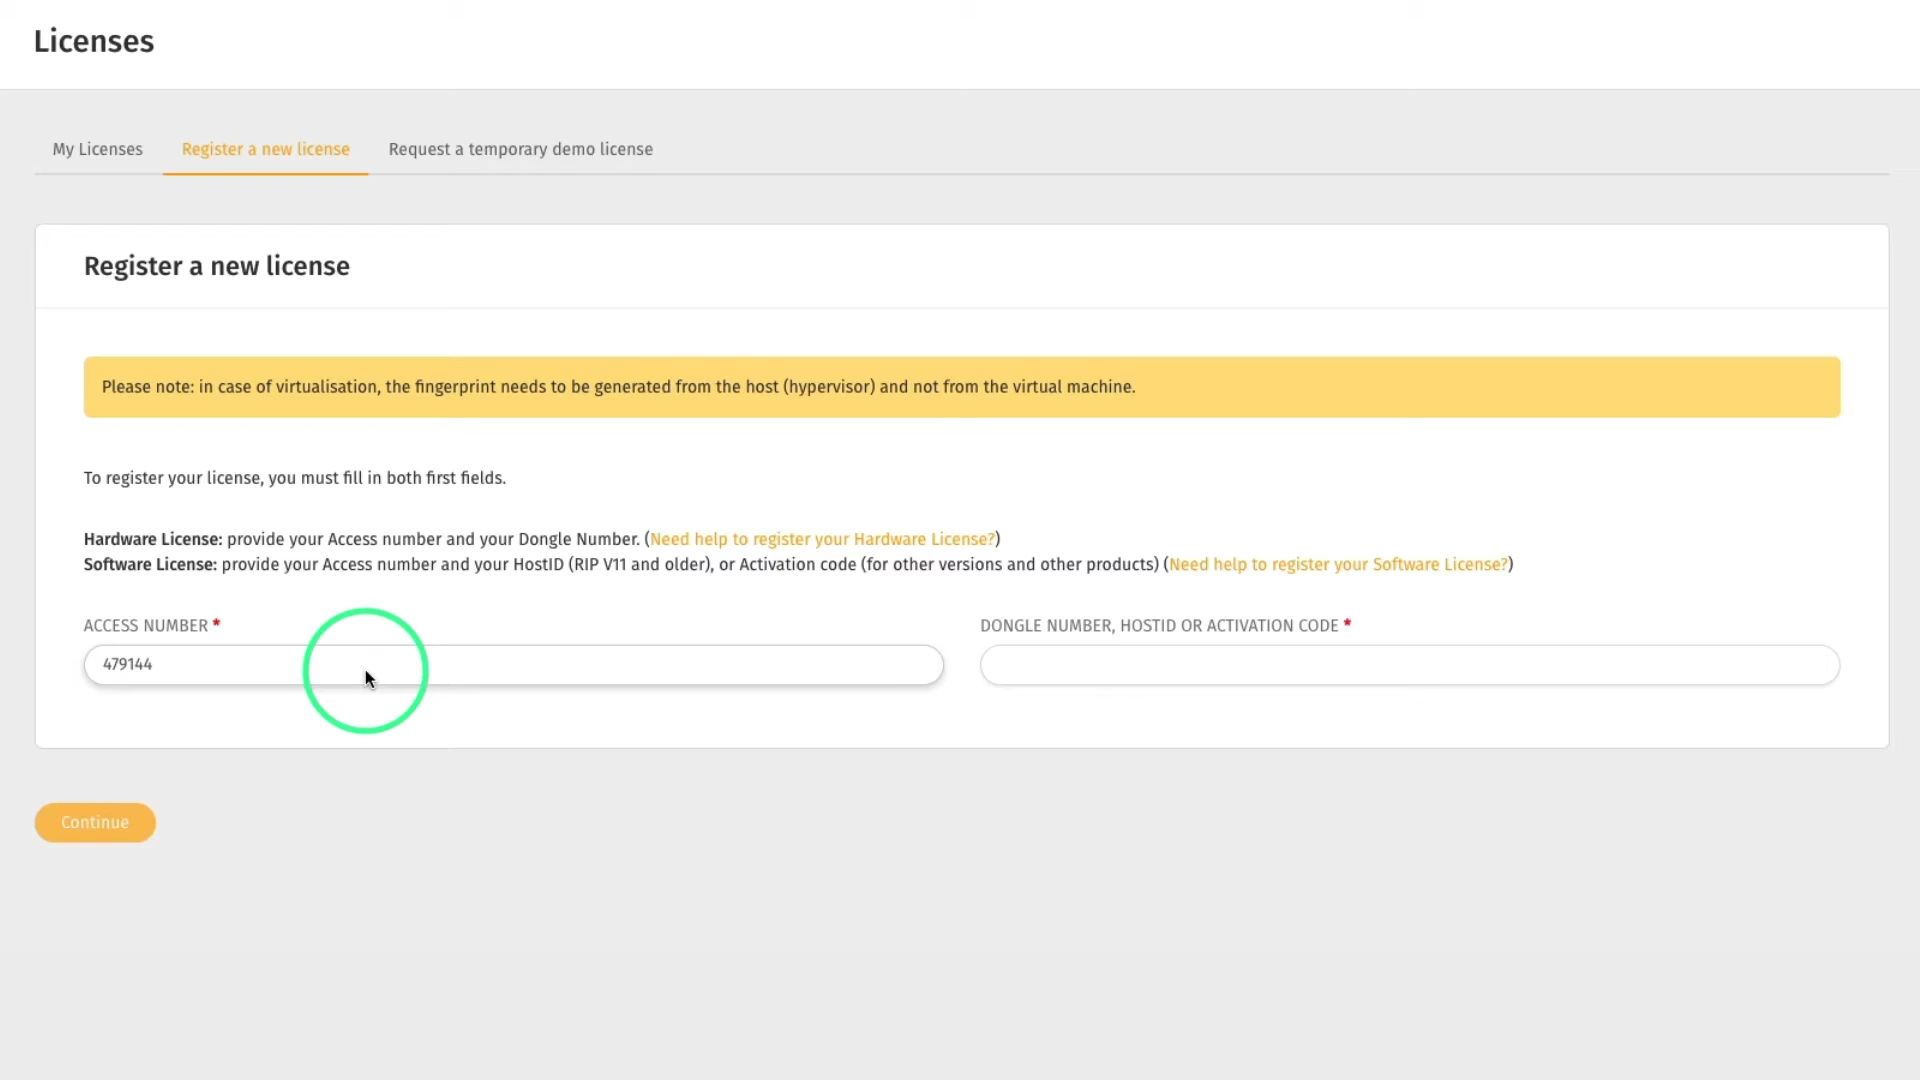 Licenses
My Licenses
Register a new license
Request a temporary demo license
Register a new license
Please note: in case of virtualisation, the fingerprint needs to be generated from the host (hypervisor) and not from the virtual machine.
To register your license, you must fill in both first fields.
Hardware License: provide your Access number and your Dongle Number. (Need help to register your Hardware License?)
Software License: provide your Access number and your HostID (RIP V11 and older), or Activation code (for other versions and other products) (Need help to register your Software License?)
ACCESS NUMBER *
DONGLE NUMBER, HOSTID OR ACTIVATION CODE *
479144
Continue